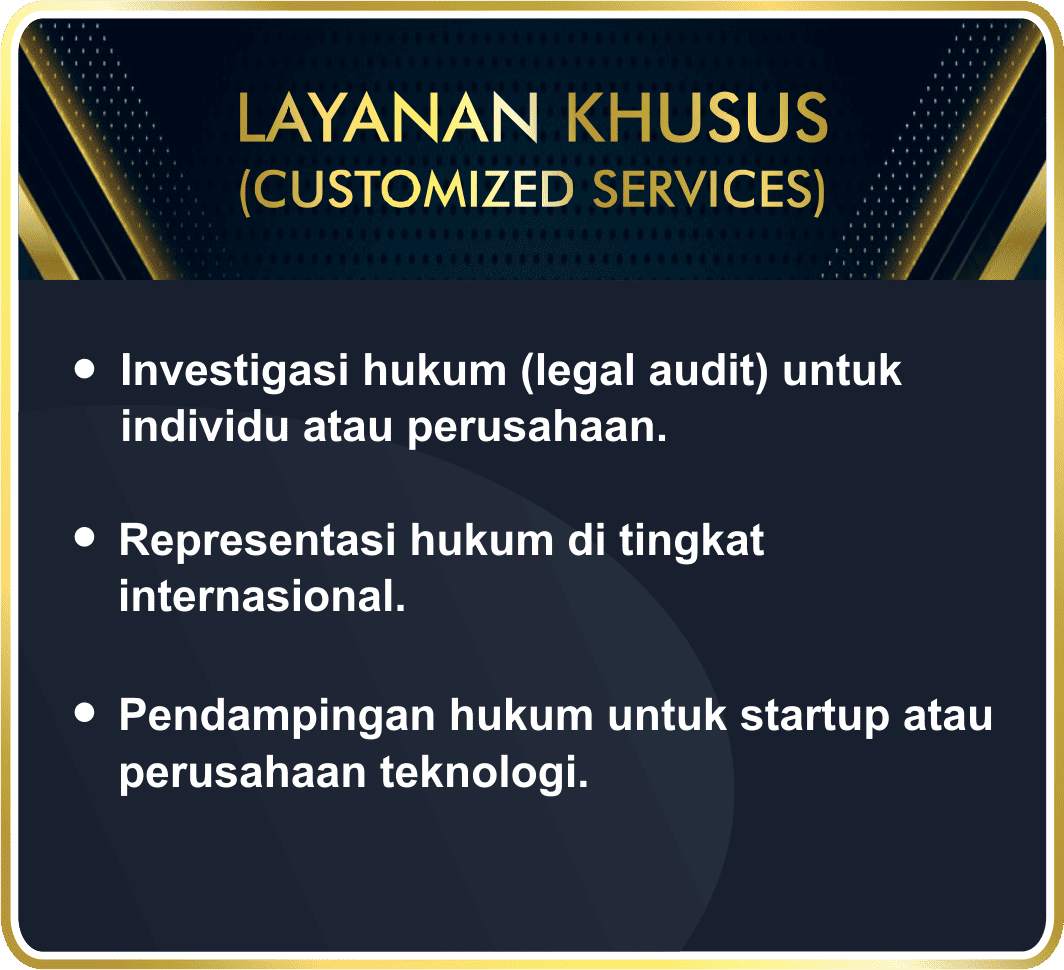 LAYANAN KHUSUS
(CUSTOMIZED SERVICES)
• Investigasi hukum (legal audit) untuk
individu atau perusahaan.
• Representasi hukum di tingkat
internasional.
• Pendampingan hukum untuk startup atau
perusahaan teknologi.